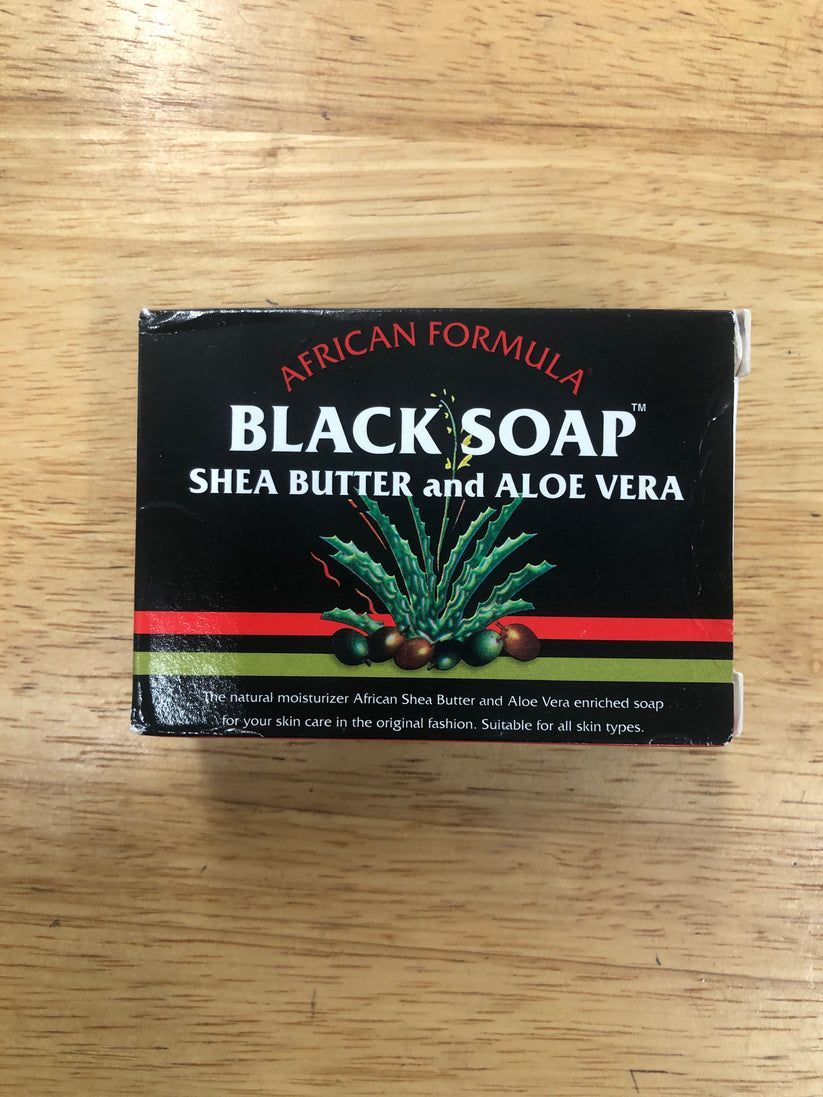 AFRICAN FORMULA
BLACK SOAP™
SHEA BUTTER and ALOE VERA
The natural moisturizer African Shea Butter and Aloe Vera enriched soap
for your skin care in the original fashion. Suitable for all skin types.